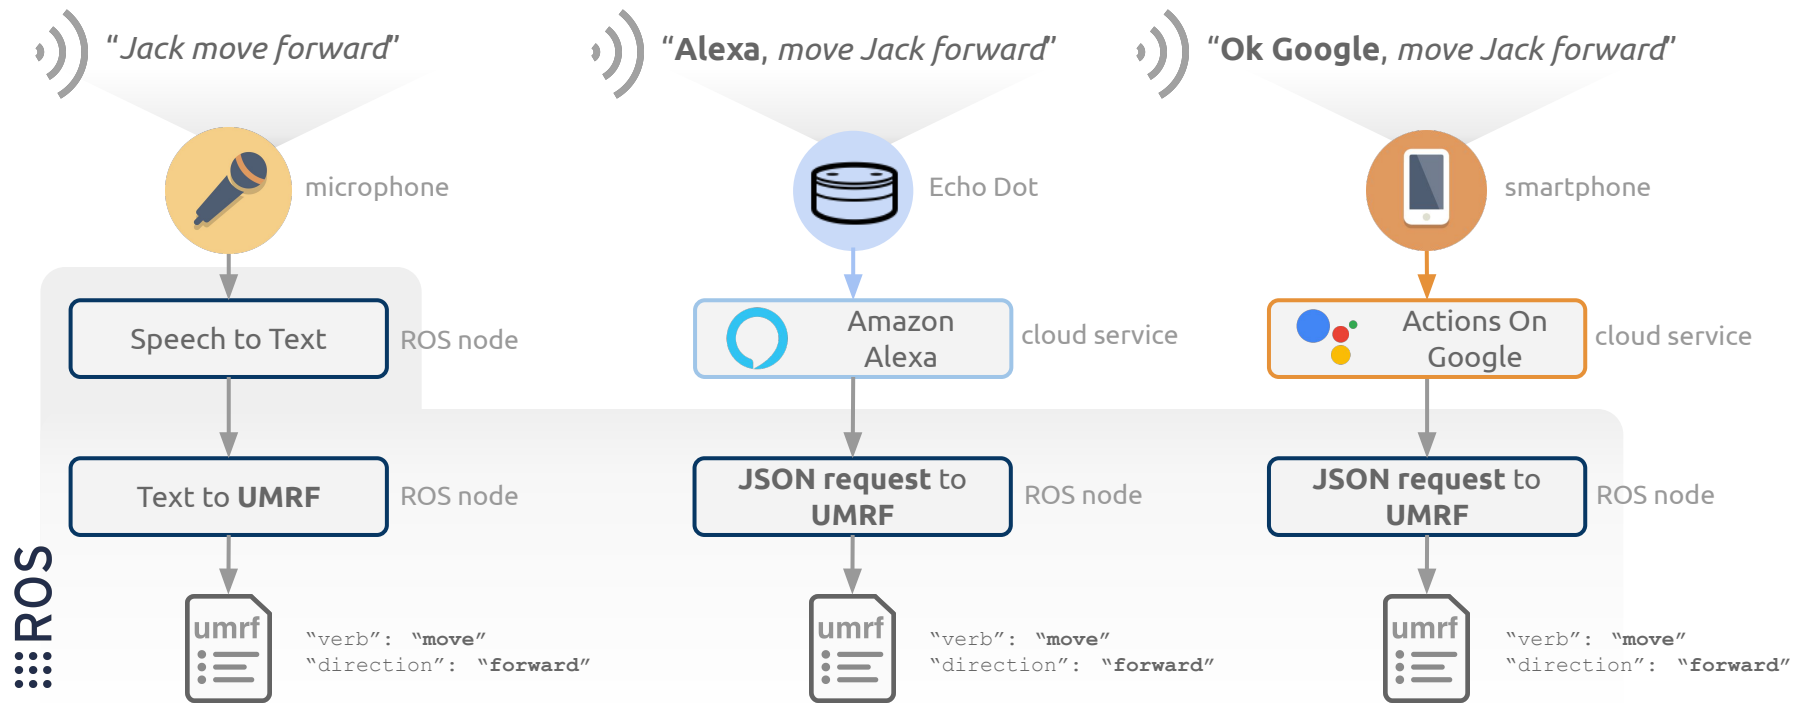 “Jack move forward”
“Alexa, move Jack forward”
“Ok Google, move Jack forward”
microphone
Echo Dot
smartphone
Speech to Text
ROS node
Amazon
Alexa
cloud service
Actions On
Google
cloud service
Text to UMRF
ROS node
JSON request to
UMRF
ROS node
JSON request to
UMRF
ROS node
ROS
umrf
“verb”: “move”
“direction”: “forward”
umrf
“verb”: “move”
“direction”: “forward”
umrf
“verb”: “move”
“direction”: “forward”